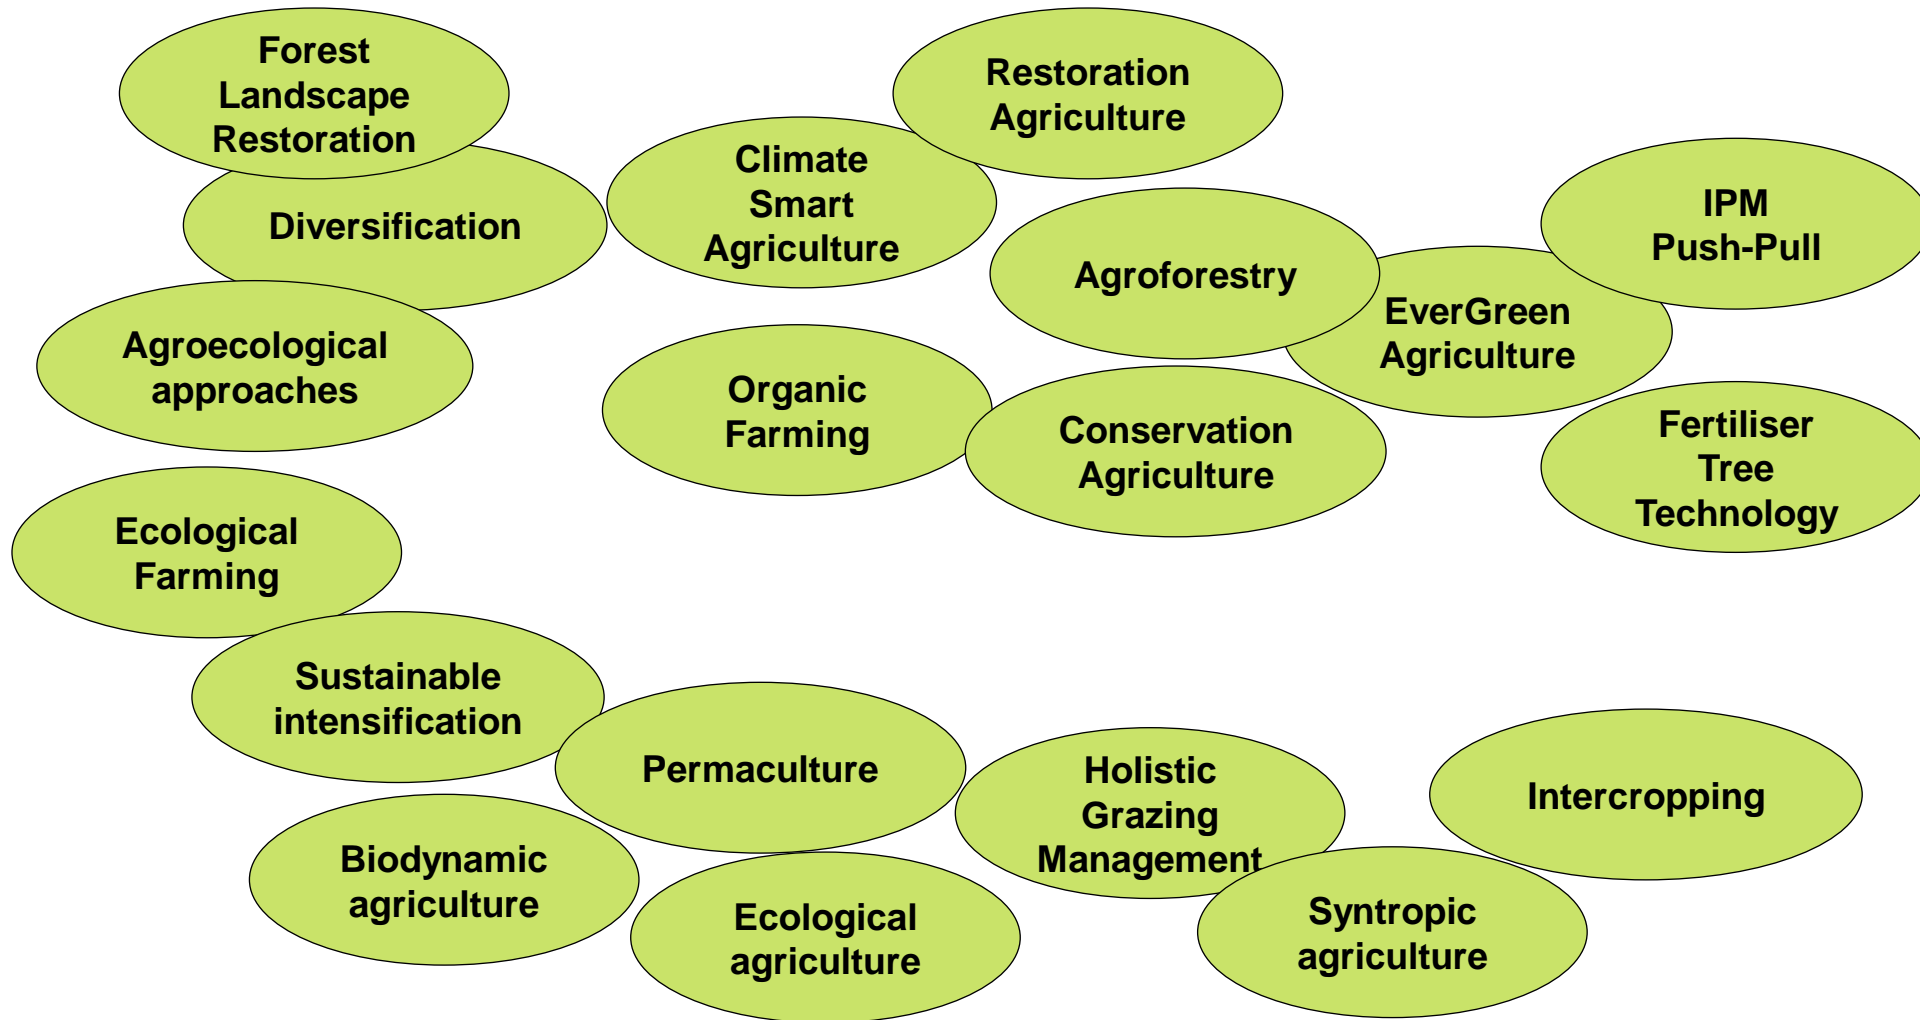 Forest
Landscape
Restoration
Restoration
Agriculture
Diversification
Climate
Smart
Agriculture
IPM
Push-Pull
Agroforestry
EverGreen
Agriculture
Agroecological
approaches
Organic
Farming
Conservation
Agriculture
Fertiliser
Tree
Technology
Ecological
Farming
Sustainable
intensification
Permaculture
Holistic
Grazing
Management
Intercropping
Biodynamic
agriculture
Ecological
agriculture
Syntropic
agriculture